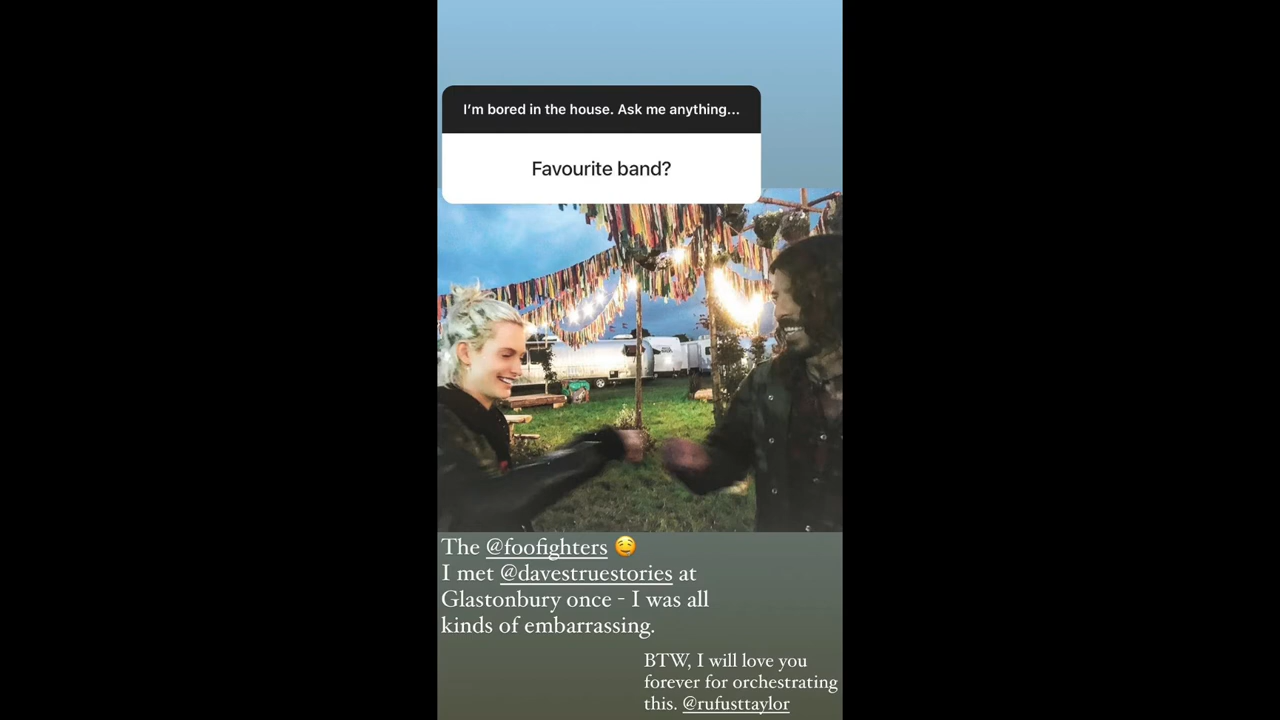 I'm bored in the house. Ask me anything...
Favourite band?
The @foofighters 🤤
I met @davestruestories at
Glastonbury once - I was all
kinds of embarrassing.
BTW, I will love you
forever for orchestrating
this. @rufusttaylor